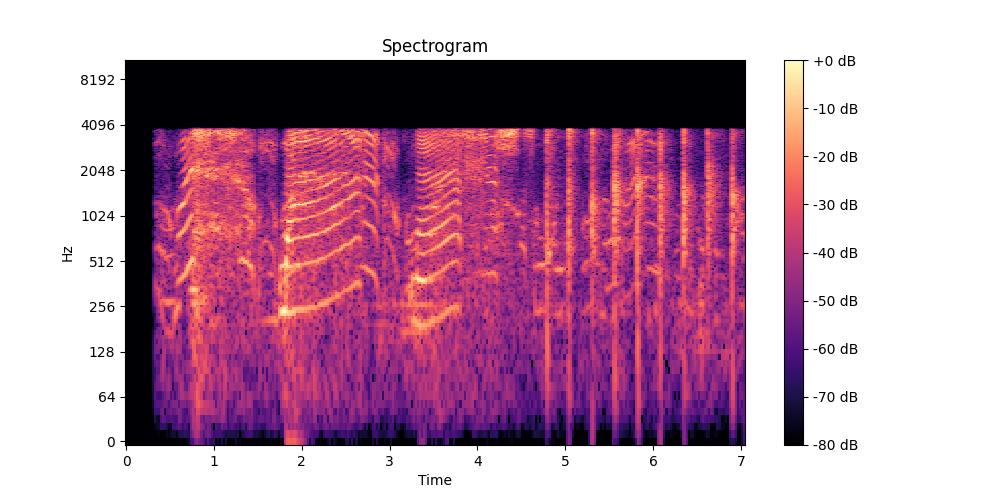 Spectrogram
Hz
8192
4096
2048
1024
512
256
128
64
0
0 1 2 3 4 5 6 7
Time
+0 dB
-10 dB
-20 dB
-30 dB
-40 dB
-50 dB
-60 dB
-70 dB
-80 dB